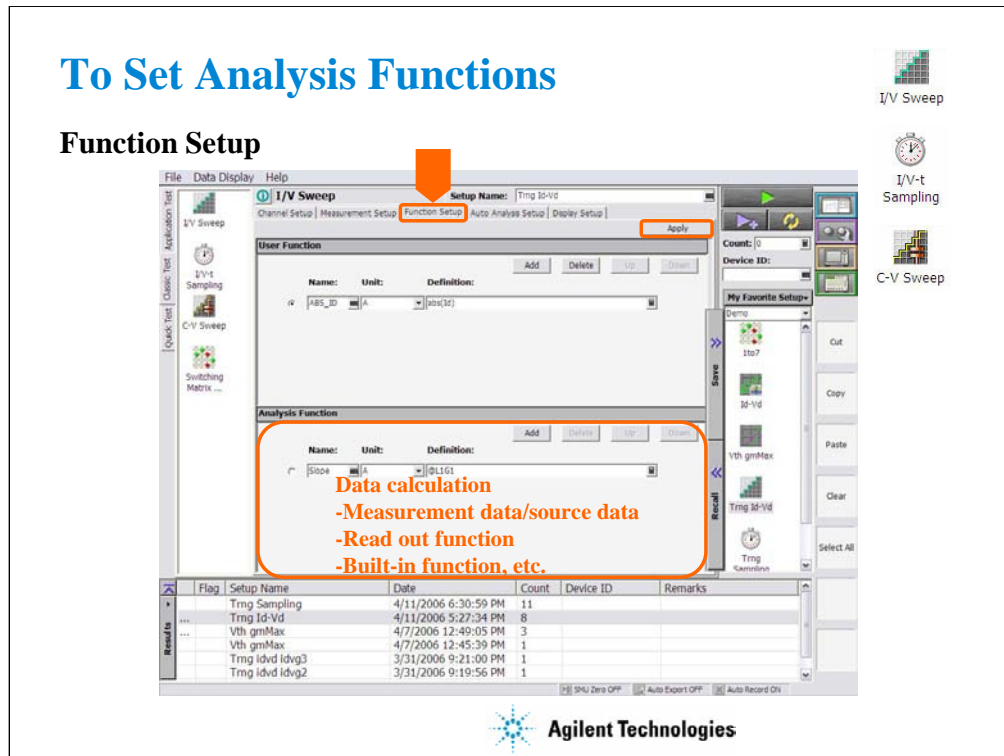 To Set Analysis Functions
I/V Sweep
I/V-t
Sampling
C-V Sweep
Function Setup
File Data Display Help
I/V Sweep Setup Name: Trng Id-Vd
Channel Setup Measurement Setup Function Setup Auto Analysis Setup Display Setup
Apply
Quick Test Classic Test Application Test
I/V Sweep
I/V-t
Sampling
C-V Sweep
Switching
Matrix ...
User Function
Add Delete Up Down
Name: Unit: Definition:
ABS_ID A abs(Id)
Analysis Function
Add Delete Up Down
Name: Unit: Definition:
Slope A @L1G1
Data calculation
-Measurement data/source data
-Read out function
-Built-in function, etc.
Save
Recall
Count: 0
Device ID:
My Favorite Setup
Demo
1to7
Id-Vd
Vth gmMax
Trng Id-Vd
Trng
Sampling
Cut
Copy
Paste
Clear
Select All
Results
Flag Setup Name Date Count Device ID Remarks
Trng Sampling 4/11/2006 6:30:59 PM 11
... Trng Id-Vd 4/11/2006 5:27:34 PM 8
... Vth gmMax 4/7/2006 12:49:05 PM 3
Vth gmMax 4/7/2006 12:45:39 PM 1
Trng idvd idvg3 3/31/2006 9:21:00 PM 1
Trng idvd idvg2 3/31/2006 9:19:56 PM 1
SMU Zero OFF Auto Export OFF Auto Record ON
Agilent Technologies